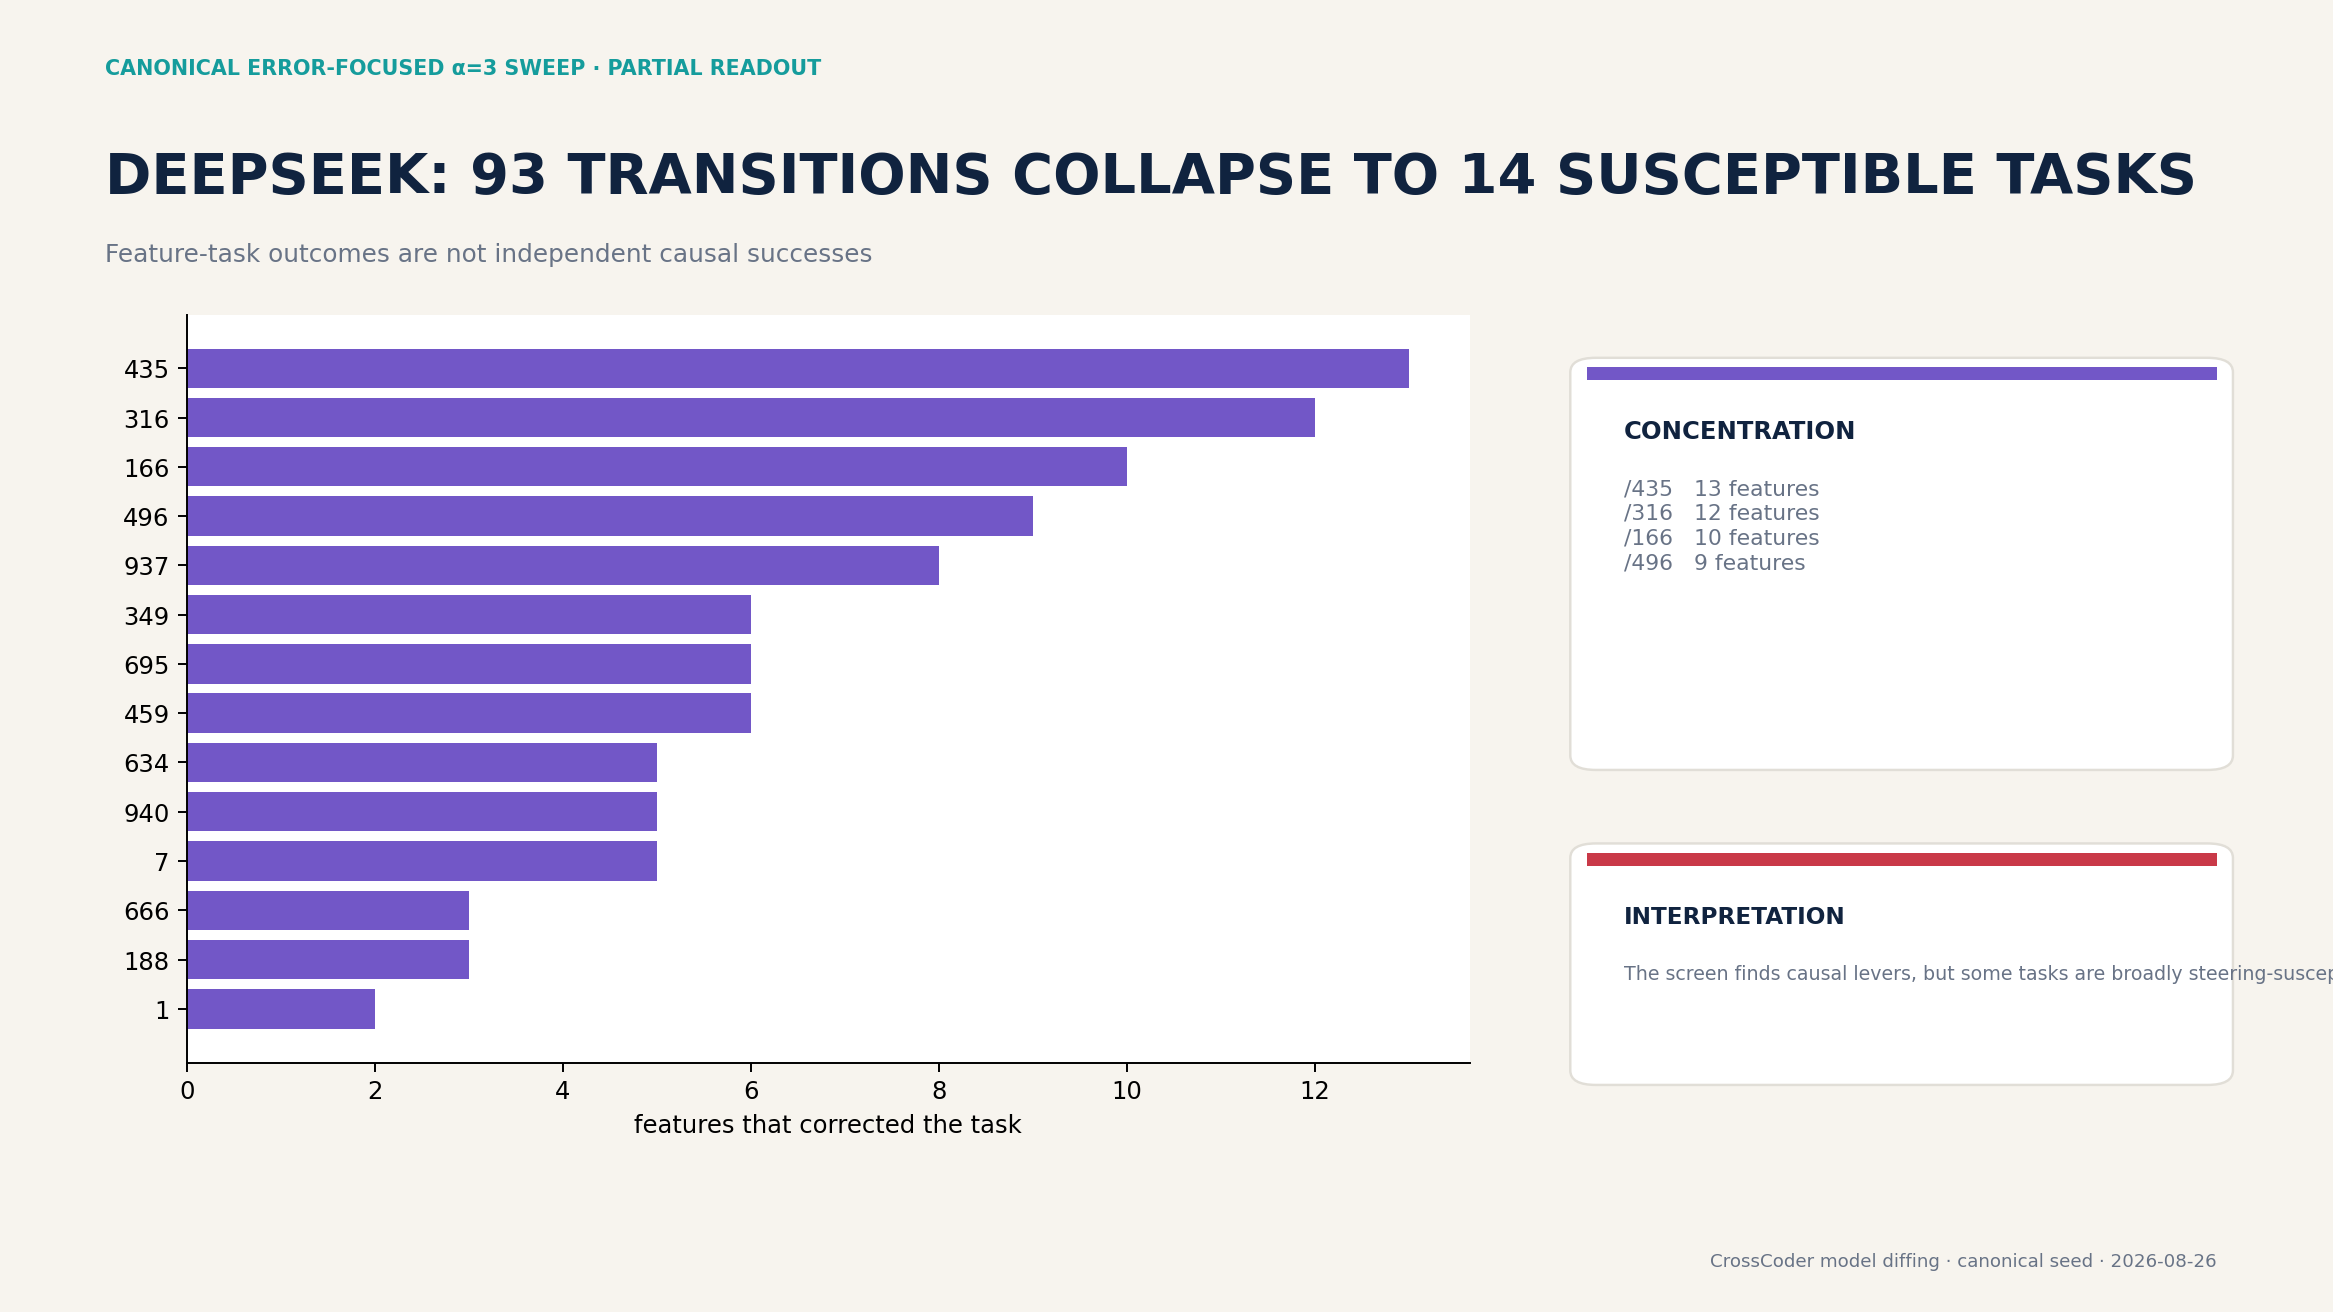 CANONICAL ERROR-FOCUSED α=3 SWEEP · PARTIAL READOUT
DEEPSEEK: 93 TRANSITIONS COLLAPSE TO 14 SUSCEPTIBLE TASKS
Feature-task outcomes are not independent causal successes
435
316
166
496
937
349
695
459
634
940
7
666
188
1
0 2 4 6 8 10 12
features that corrected the task
CONCENTRATION
/435 13 features
/316 12 features
/166 10 features
/496 9 features
INTERPRETATION
The screen finds causal levers, but some tasks are broadly steering-suscep
CrossCoder model diffing · canonical seed · 2026-08-26